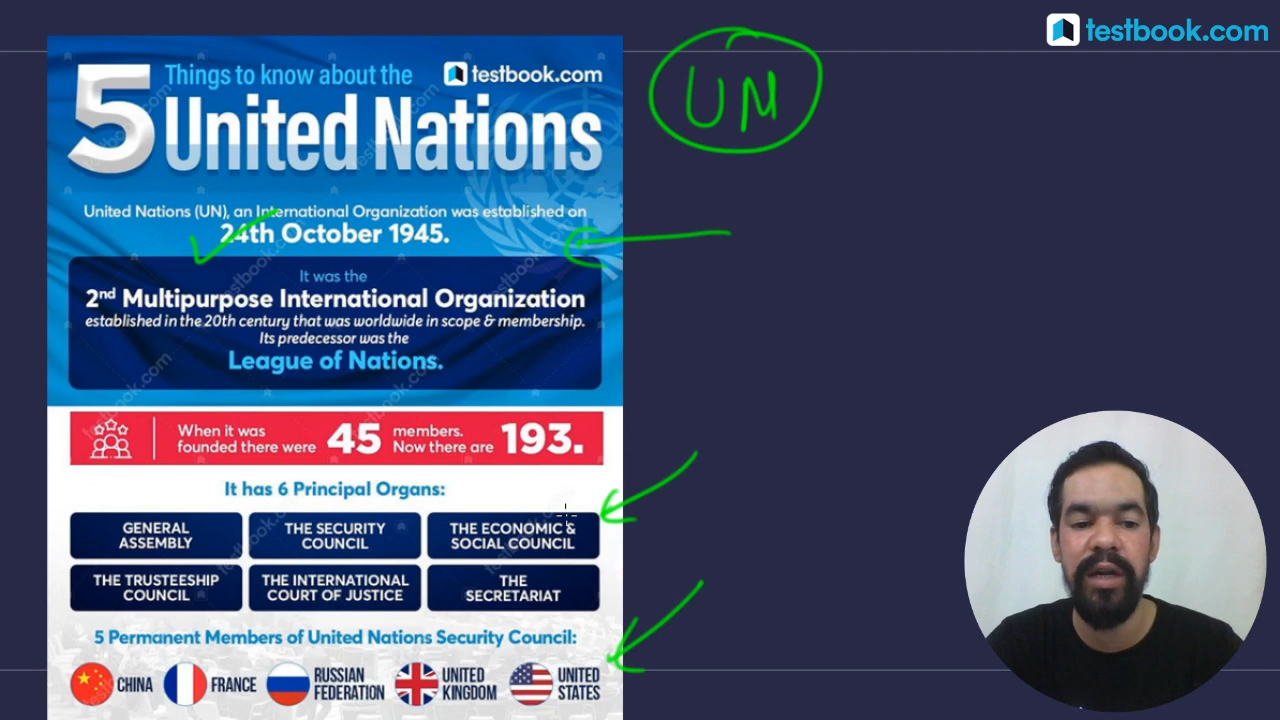 testbook.com
5 Things to know about the
testbook.com
United Nations
UN
United Nations (UN), an International Organization was established on
24th October 1945.
It was the
2nd Multipurpose International Organization
established in the 20th century that was worldwide in scope & membership.
Its predecessor was the
League of Nations.
When it was
founded there were
45
members.
Now there are
193.
It has 6 Principal Organs:
GENERAL
ASSEMBLY
THE SECURITY
COUNCIL
THE ECONOMIC &
SOCIAL COUNCIL
THE TRUSTEESHIP
COUNCIL
THE INTERNATIONAL
COURT OF JUSTICE
THE
SECRETARIAT
5 Permanent Members of United Nations Security Council:
CHINA
FRANCE
RUSSIAN
FEDERATION
UNITED
KINGDOM
UNITED
STATES